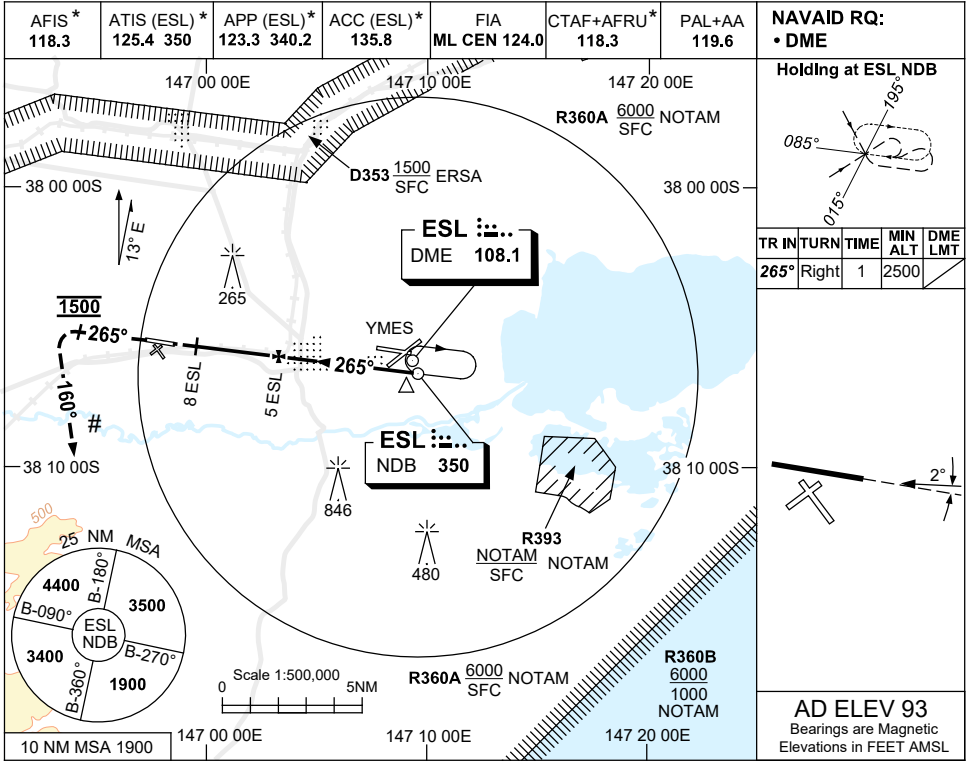 AFIS *
118.3
ATIS (ESL) *
125.4 350
APP (ESL) *
123.3 340.2
ACC (ESL) *
135.8
FIA
ML CEN 124.0
CTAF+AFRU *
118.3
PAL+AA
119.6
NAVAID RQ:
• DME
147 00 00E
147 10 00E
147 20 00E
R360A 6000
SFC NOTAM
D353 1500
SFC ERSA
38 00 00S
38 00 00S
13° E
ESL
DME 108.1
265
1500
265°
YMES
265°
8 ESL
5 ESL
160°
#
ESL
NDB 350
38 10 00S
38 10 00S
846
480
R393
NOTAM
SFC NOTAM
500
25 NM MSA
4400
B-180°
3500
B-090°
ESL
NDB
B-270°
3400
B-360°
1900
Scale 1:500,000
0 5NM
R360A 6000
SFC NOTAM
R360B
6000
1000
NOTAM
10 NM MSA 1900
147 00 00E
147 10 00E
147 20 00E
Holding at ESL NDB
195°
085°
015°
TR IN TURN TIME MIN ALT DME LMT
265° Right 1 2500
2°
AD ELEV 93
Bearings are Magnetic
Elevations in FEET AMSL